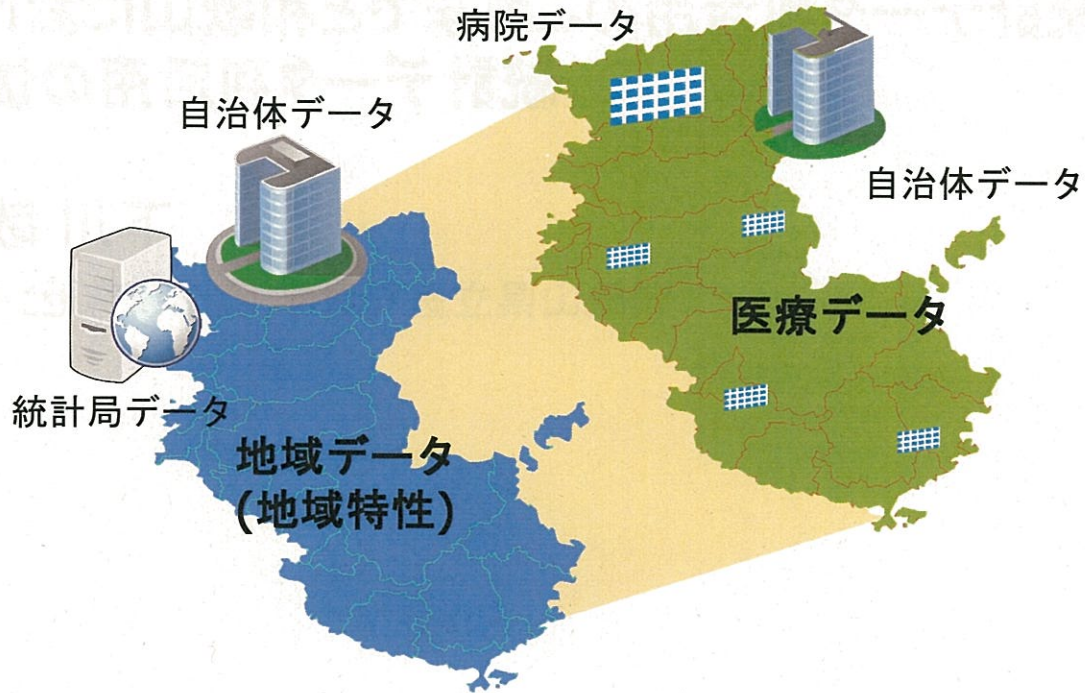 病院データ
自治体データ
自治体データ
医療データ
統計局データ
地域データ
(地域特性)